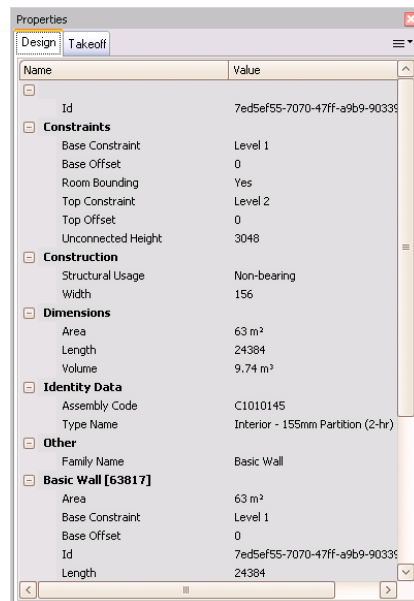 Properties
Design Takeoff
Name Value
Id 7ed5ef55-7070-47ff-a9b9-90339
Constraints
Base Constraint Level 1
Base Offset 0
Room Bounding Yes
Top Constraint Level 2
Top Offset 0
Unconnected Height 3048
Construction
Structural Usage Non-bearing
Width 156
Dimensions
Area 63 m²
Length 24384
Volume 9.74 m³
Identity Data
Assembly Code C1010145
Type Name Interior - 155mm Partition (2-hr)
Other
Family Name Basic Wall
Basic Wall [63817]
Area 63 m²
Base Constraint Level 1
Base Offset 0
Id 7ed5ef55-7070-47ff-a9b9-90339
Length 24384